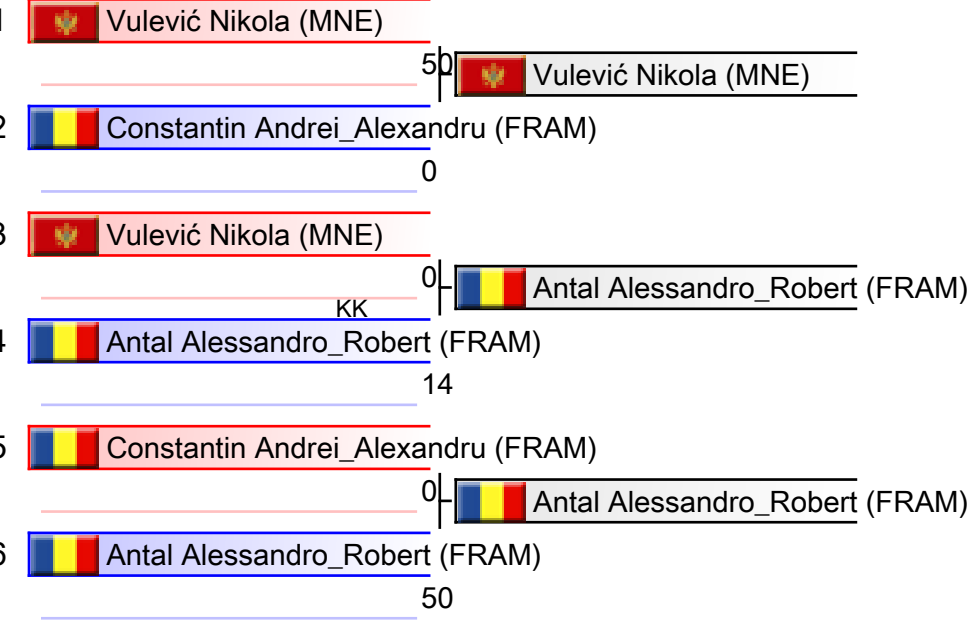 1 Vulević Nikola (MNE)
50 Vulević Nikola (MNE)
2 Constantin Andrei_Alexandru (FRAM)
0
3 Vulević Nikola (MNE)
0 Antal Alessandro_Robert (FRAM)
KK
4 Antal Alessandro_Robert (FRAM)
14
5 Constantin Andrei_Alexandru (FRAM)
0 Antal Alessandro_Robert (FRAM)
6 Antal Alessandro_Robert (FRAM)
50